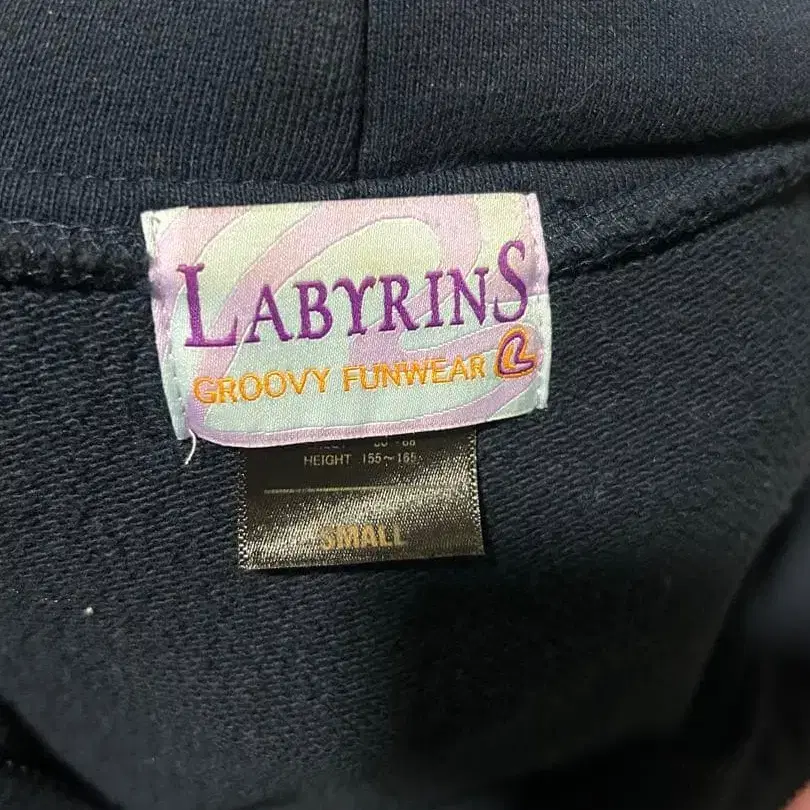 LABYRINS
GROOVY FUNWEAR
HEIGHT 155~165
SMALL